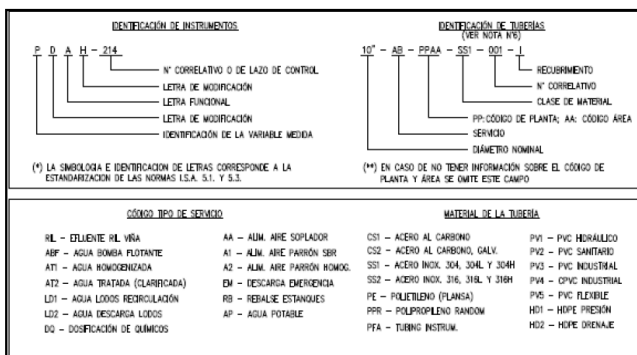 IDENTIFICACIÓN DE INSTRUMENTOS
P D A H - 214
N° CORRELATIVO O DE LAZO DE CONTROL
LETRA DE MODIFICACIÓN
LETRA FUNCIONAL
LETRA DE MODIFICACIÓN
IDENTIFICACIÓN DE LA VARIABLE MEDIDA
(*) LA SIMBOLOGIA E IDENTIFICACION DE LETRAS CORRESPONDE A LA
ESTANDARIZACION DE LAS NORMAS I.S.A. 5.1. Y 5.3.
IDENTIFICACIÓN DE TUBERÍAS
(VER NOTA N°6)
10" - AB - PPAA - SS1 - 001 - I
RECUBRIMIENTO
N° CORRELATIVO
CLASE DE MATERIAL
PP:CÓDIGO DE PLANTA; AA: CÓDIGO ÁREA
SERVICIO
DIÁMETRO NOMINAL
(**) EN CASO DE NO TENER INFORMACIÓN SOBRE EL CÓDIGO DE
PLANTA Y ÁREA SE OMITE ESTE CAMPO
CÓDIGO TIPO DE SERVICIO
RIL - EFLUENTE RIL VIÑA
ABF - AGUA BOMBA FLOTANTE
AT1 - AGUA HOMOGENIZADA
AT2 - AGUA TRATADA (CLARIFICADA)
LD1 - AGUA LODOS RECIRCULACIÓN
LD2 - AGUA DESCARGA LODOS
DQ - DOSIFICACIÓN DE QUÍMICOS
AA - ALIM. AIRE SOPLADOR
A1 - ALIM. AIRE PARRÓN SBR
A2 - ALIM. AIRE PARRÓN HOMOG.
EM - DESCARGA EMERGENCIA
RB - REBALSE ESTANQUES
AP - AGUA POTABLE
MATERIAL DE LA TUBERÍA
CS1 - ACERO AL CARBONO
CS2 - ACERO AL CARBONO, GALV.
SS1 - ACERO INOX. 304, 304L Y 304H
SS2 - ACERO INOX. 316, 316L Y 316H
PE - POLIETILENO (PLANSA)
PPR - POLIPROPILENO RANDOM
PFA - TUBING INSTRUM.
PV1 - PVC HIDRÁULICO
PV2 - PVC SANITARIO
PV3 - PVC INDUSTRIAL
PV4 - CPVC INDUSTRIAL
PV5 - PVC FLEXIBLE
HD1 - HDPE PRESIÓN
HD2 - HDPE DRENAJE